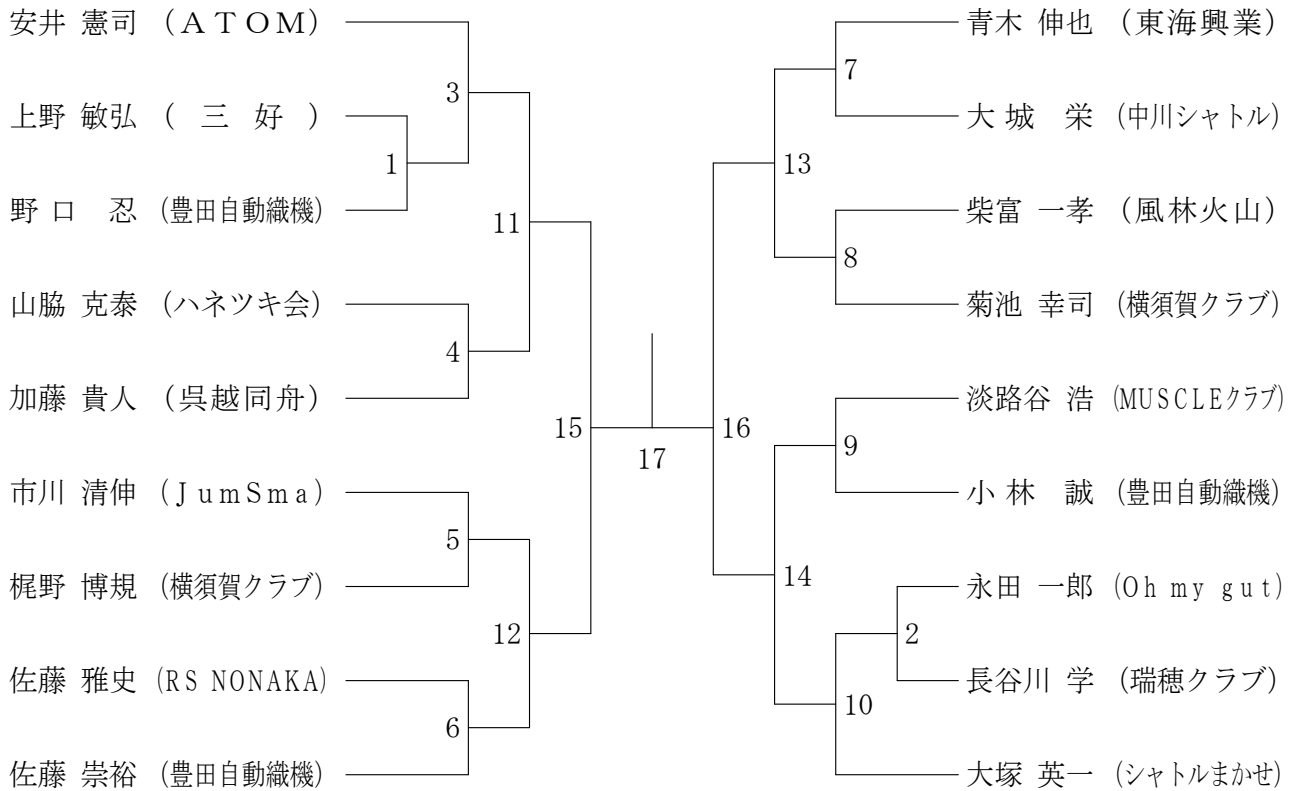 安井 憲司 （ＡＴＯＭ）
3
上野 敏弘 （ 三 好 ）
1
野 口 忍 (豊田自動織機)
11
山脇 克泰 (ハネツキ会)
4
加藤 貴人 (呉越同舟)
15
市川 清伸 (JumSma)
5
梶野 博規 (横須賀クラブ)
12
佐藤 雅史 (RS NONAKA)
6
佐藤 崇裕 (豊田自動織機)
17
青木 伸也 (東海興業)
7
大 城 栄 (中川シャトル)
13
柴富 一孝 (風林火山)
8
菊池 幸司 (横須賀クラブ)
16
淡路谷 浩 (MUSCLEクラブ)
9
小 林 誠 (豊田自動織機)
14
永田 一郎 (Oh my gut)
2
長谷川 学 (瑞穂クラブ)
10
大塚 英一 (シャトルまかせ)